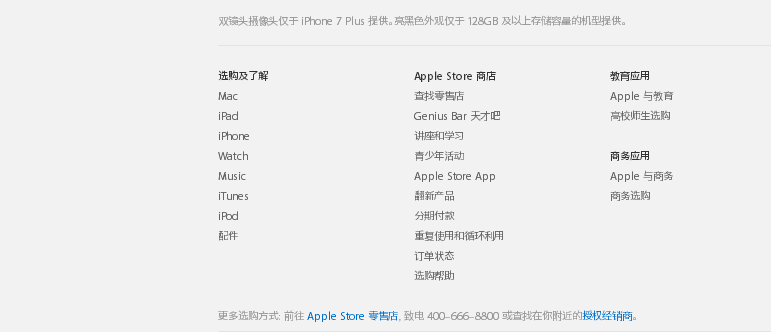 双镜头摄像头仅于 iPhone 7 Plus 提供。亮黑色外观仅于 128GB 及以上存储容量的机型提供。
选购及了解
Mac
iPad
iPhone
Watch
Music
iTunes
iPod
配件
Apple Store 商店
查找零售店
Genius Bar 天才吧
讲座和学习
青少年活动
Apple Store App
翻新产品
分期付款
重复使用和循环利用
订单状态
选购帮助
教育应用
Apple 与教育
高校师生选购
商务应用
Apple 与商务
商务选购
更多选购方式: 前往 Apple Store 零售店, 致电 400-666-8800 或查找在你附近的授权经销商。